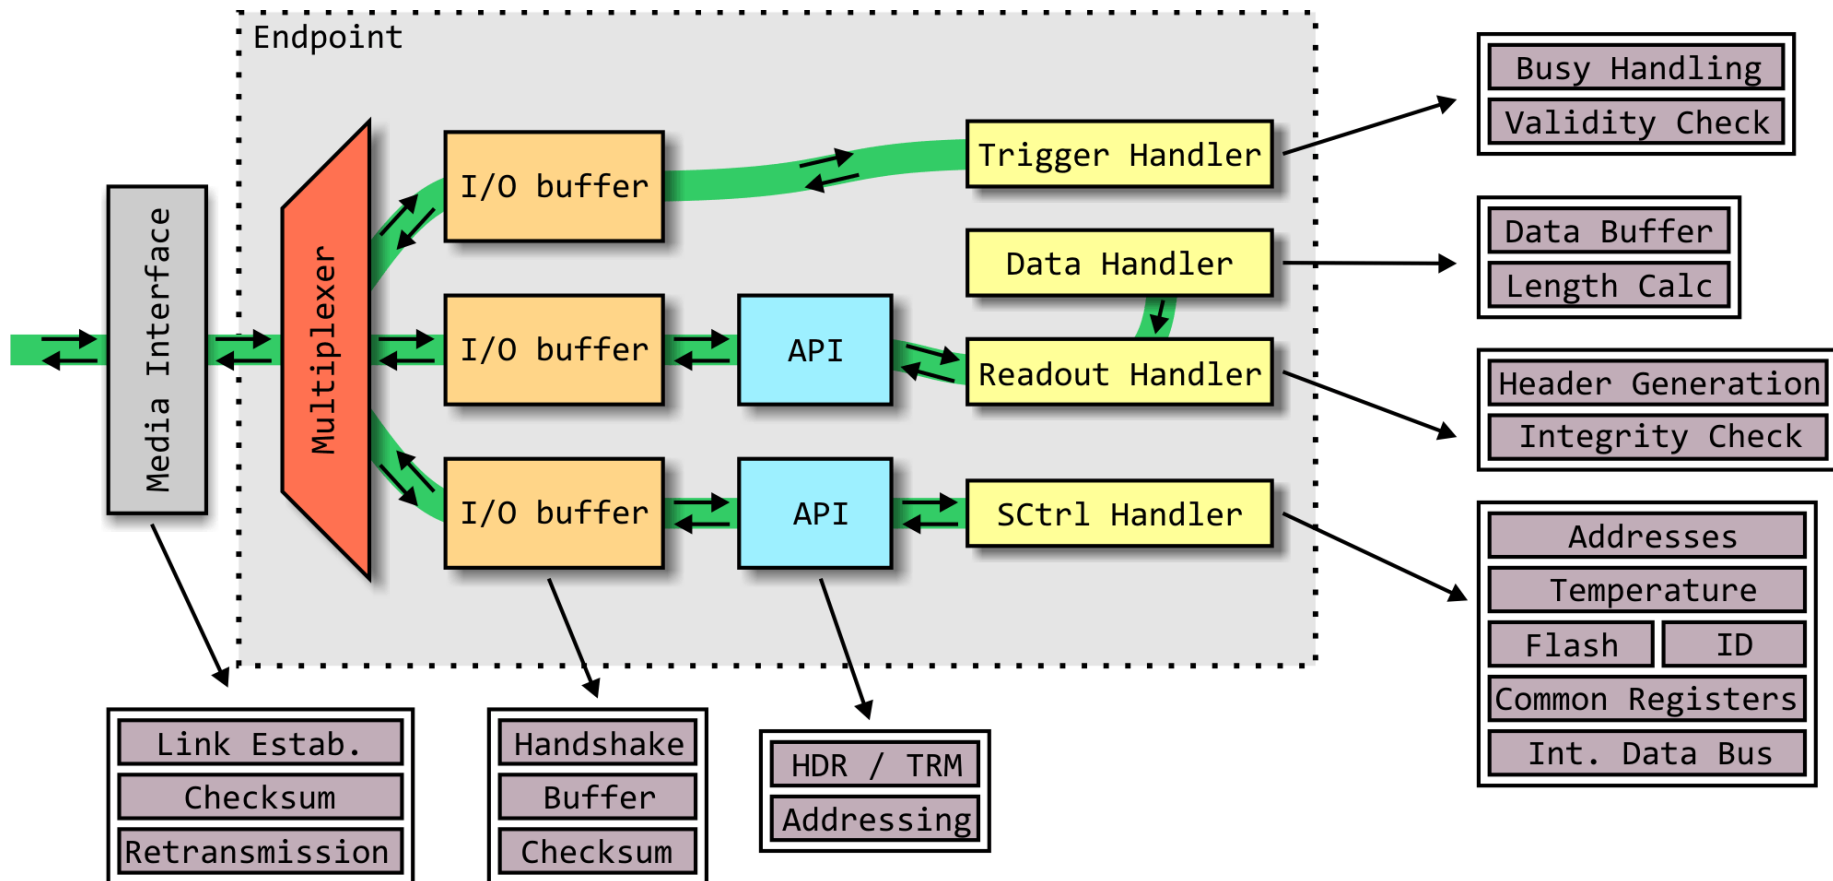 Endpoint
Media Interface
Multiplexer
I/O buffer
Trigger Handler
Data Handler
I/O buffer
API
Readout Handler
I/O buffer
API
SCtrl Handler
Busy Handling
Validity Check
Data Buffer
Length Calc
Header Generation
Integrity Check
Addresses
Temperature
Flash
ID
Common Registers
Int. Data Bus
Link Estab.
Checksum
Retransmission
Handshake
Buffer
Checksum
HDR / TRM
Addressing